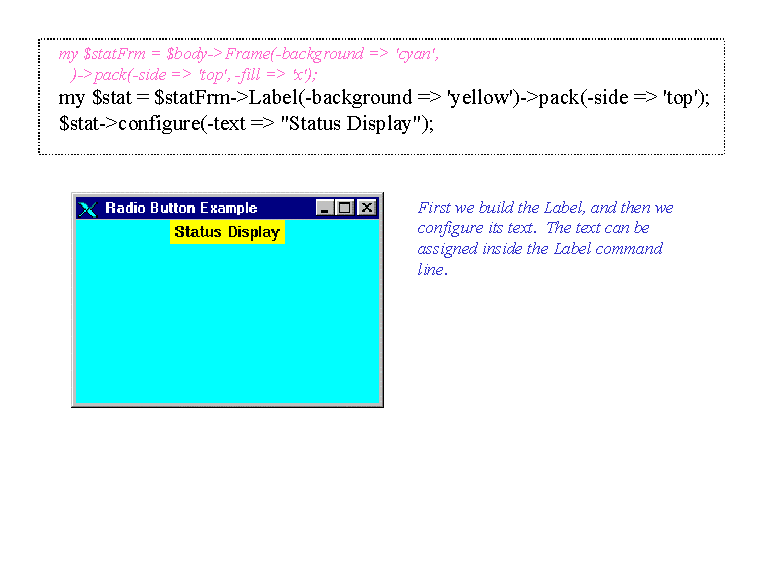 my $statFrm = $body->Frame(-background => 'cyan',
)->pack(-side => 'top', -fill => 'x');
my $stat = $statFrm->Label(-background => 'yellow')->pack(-side => 'top');
$stat->configure(-text => "Status Display");
Radio Button Example
Status Display
First we build the Label, and then we
configure its text.  The text can be
assigned inside the Label command
line.